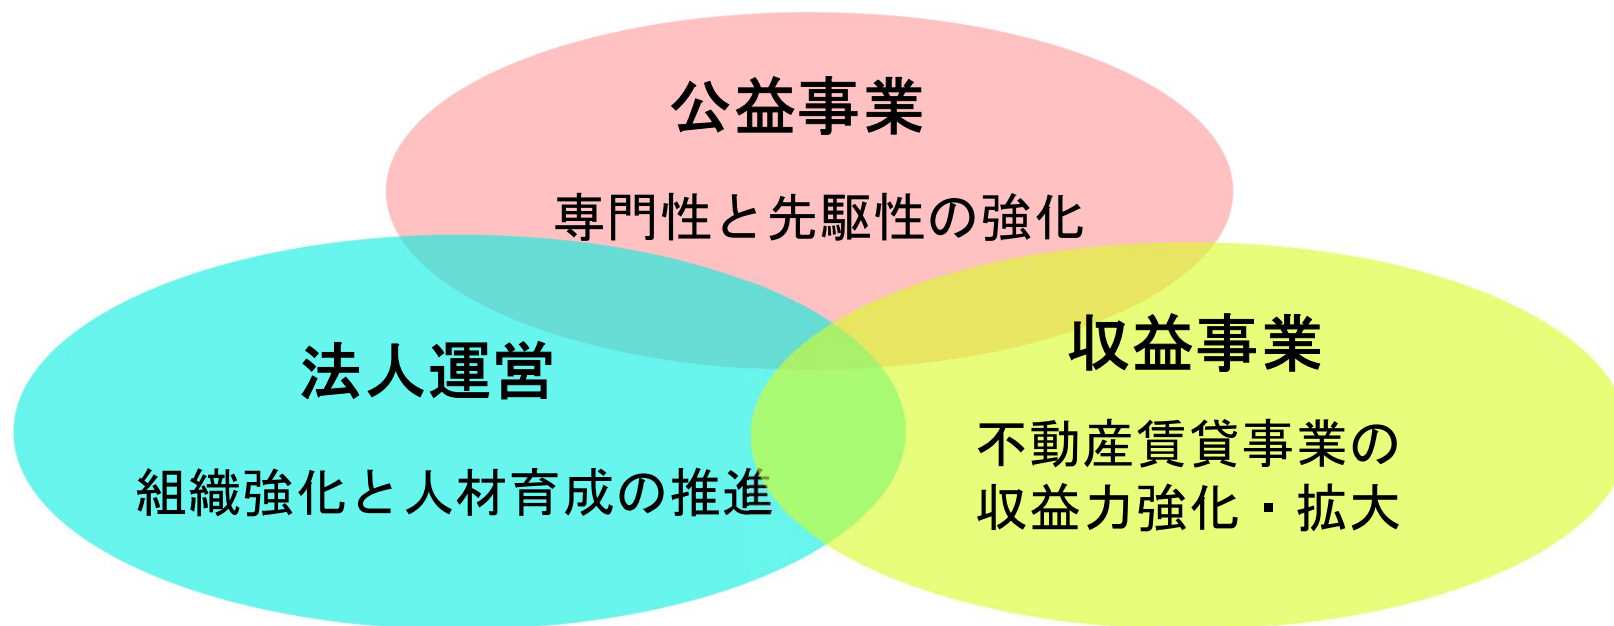 公益事業
専門性と先駆性の強化
法人運営
組織強化と人材育成の推進
収益事業
不動産賃貸事業の
収益力強化・拡大